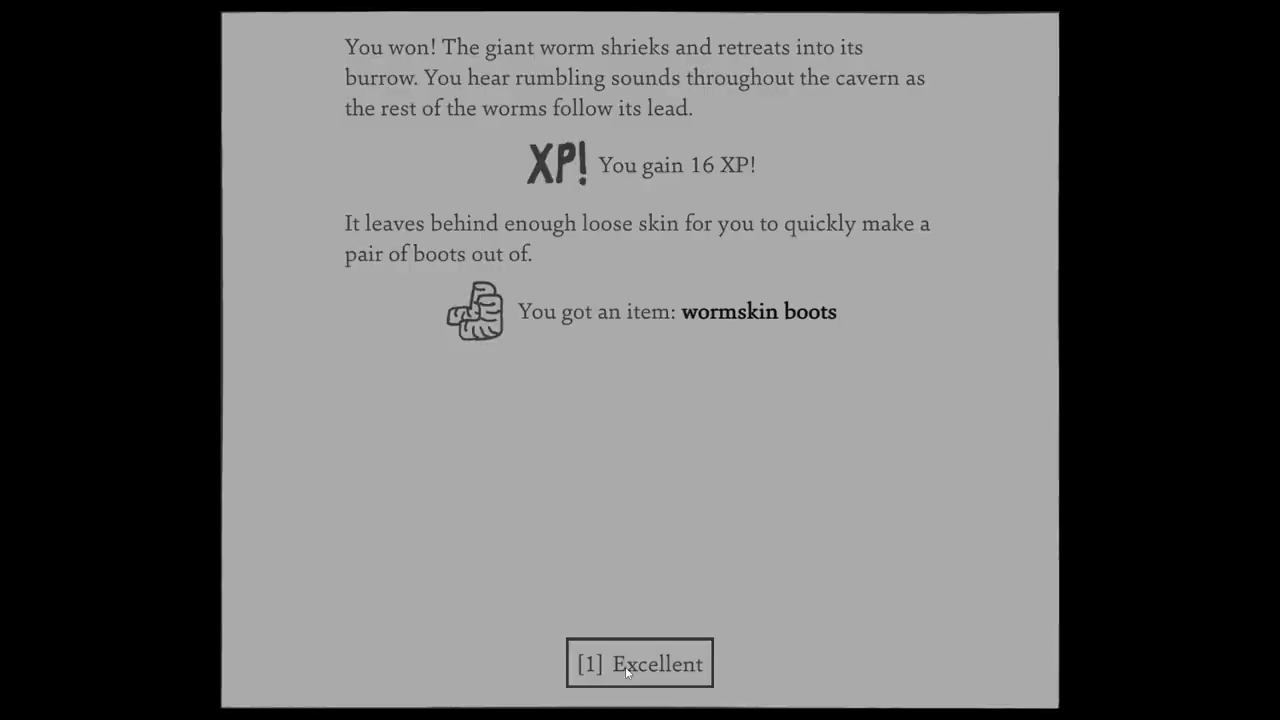 You won! The giant worm shrieks and retreats into its
burrow. You hear rumbling sounds throughout the cavern as
the rest of the worms follow its lead.
XP! You gain 16 XP!
It leaves behind enough loose skin for you to quickly make a
pair of boots out of.
You got an item: wormskin boots
[1] Excellent